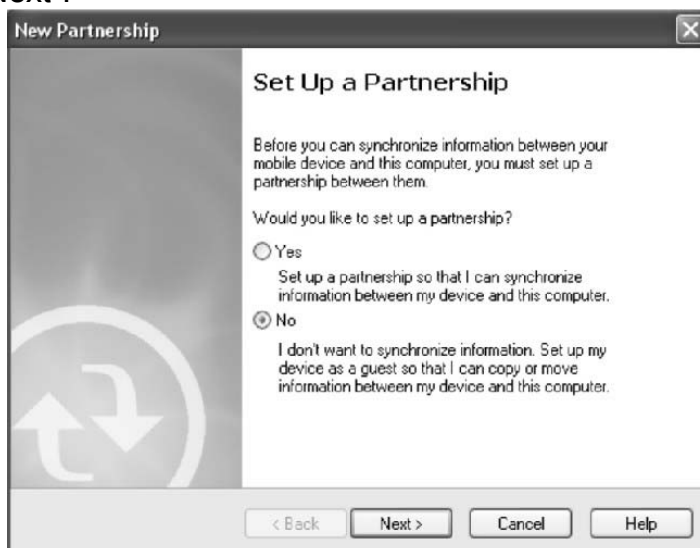 New Partnership
Set Up a Partnership
Before you can synchronize information between your
mobile device and this computer, you must set up a
partnership between them.
Would you like to set up a partnership?
Yes
Set up a partnership so that I can synchronize
information between my device and this computer.
No
I don't want to synchronize information. Set up my
device as a guest so that I can copy or move
information between my device and this computer.
< Back Next > Cancel Help